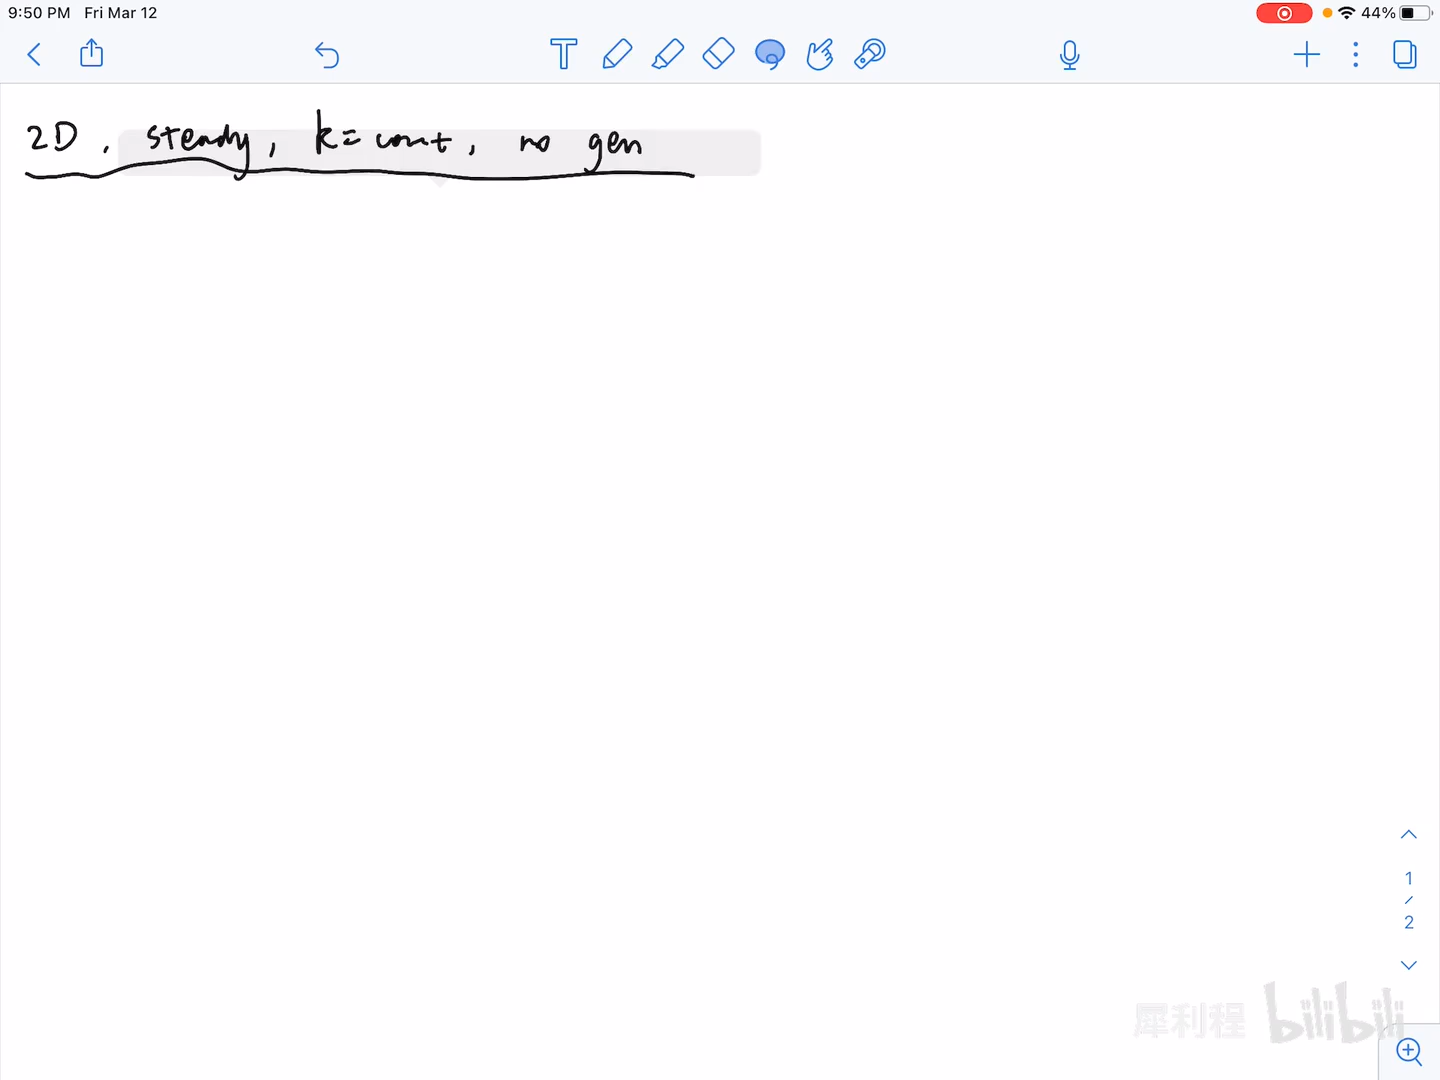 9:50 PM Fri Mar 12
44%
2D, steady, k = const, no gen
1
/
2
犀利程 bilibili